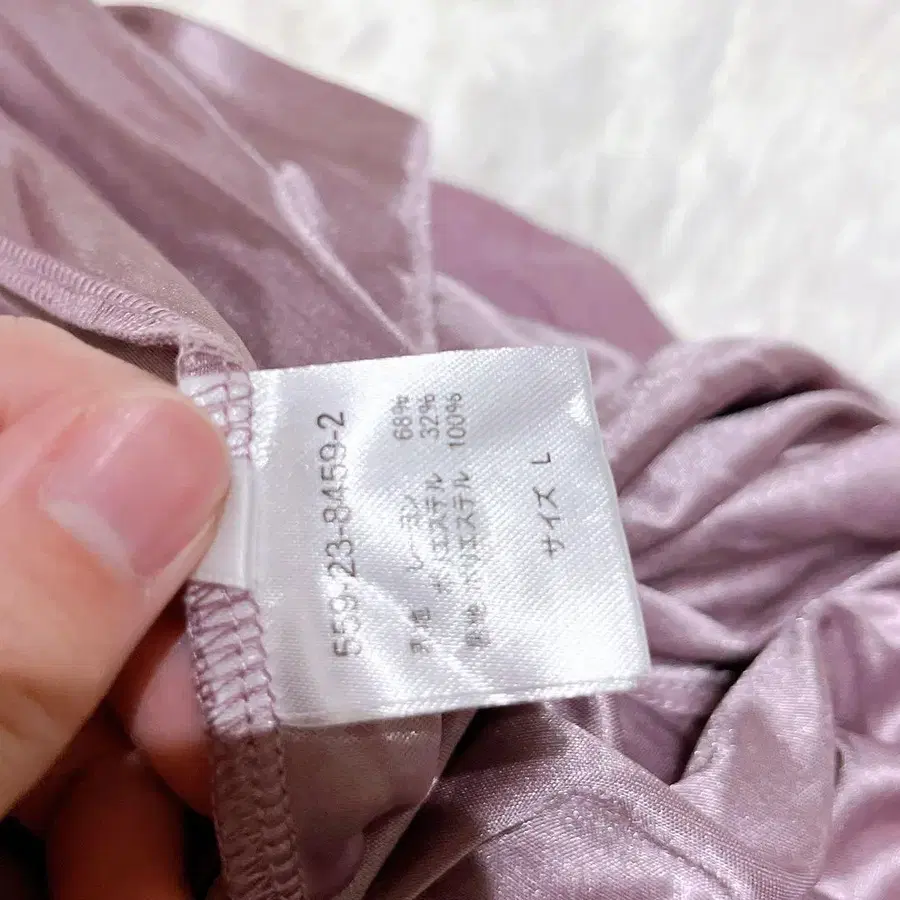 559-23-8459-2
表地 レーヨン 68%
ポリエステル 32%
裏地 ポリエステル 100%
サイズ L